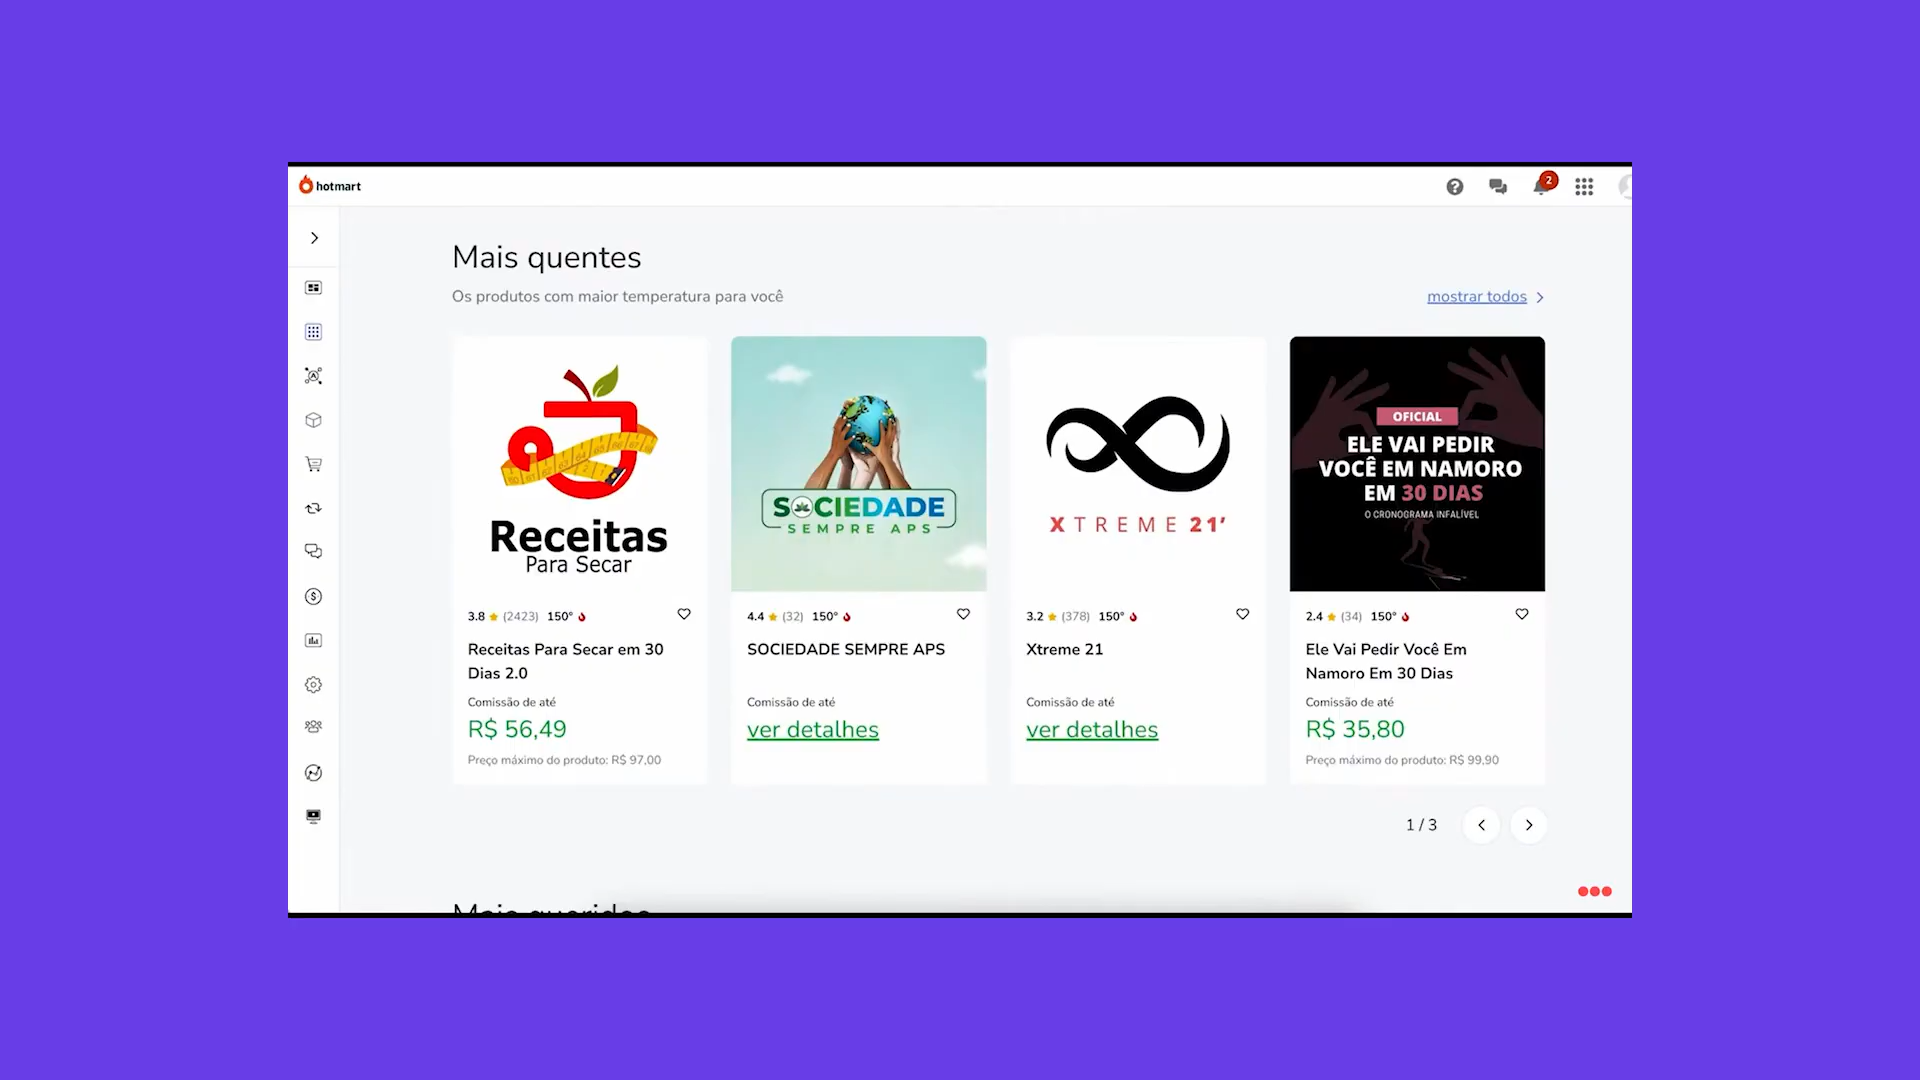 hotmart
2
Mais quentes
Os produtos com maior temperatura para você
mostrar todos
Receitas
Para Secar
SOCIEDADE
SEMPRE APS
XTREME 21'
OFICIAL
ELE VAI PEDIR
VOCÊ EM NAMORO
EM 30 DIAS
O CRONOGRAMA INFALÍVEL
3.8 (2423) 150°
Receitas Para Secar em 30
Dias 2.0
Comissão de até
R$ 56,49
Preço máximo do produto: R$ 97,00
4.4 (32) 150°
SOCIEDADE SEMPRE APS
Comissão de até
ver detalhes
3.2 (378) 150°
Xtreme 21
Comissão de até
ver detalhes
2.4 (34) 150°
Ele Vai Pedir Você Em
Namoro Em 30 Dias
Comissão de até
R$ 35,80
Preço máximo do produto: R$ 99,90
1 / 3
Mais queridos